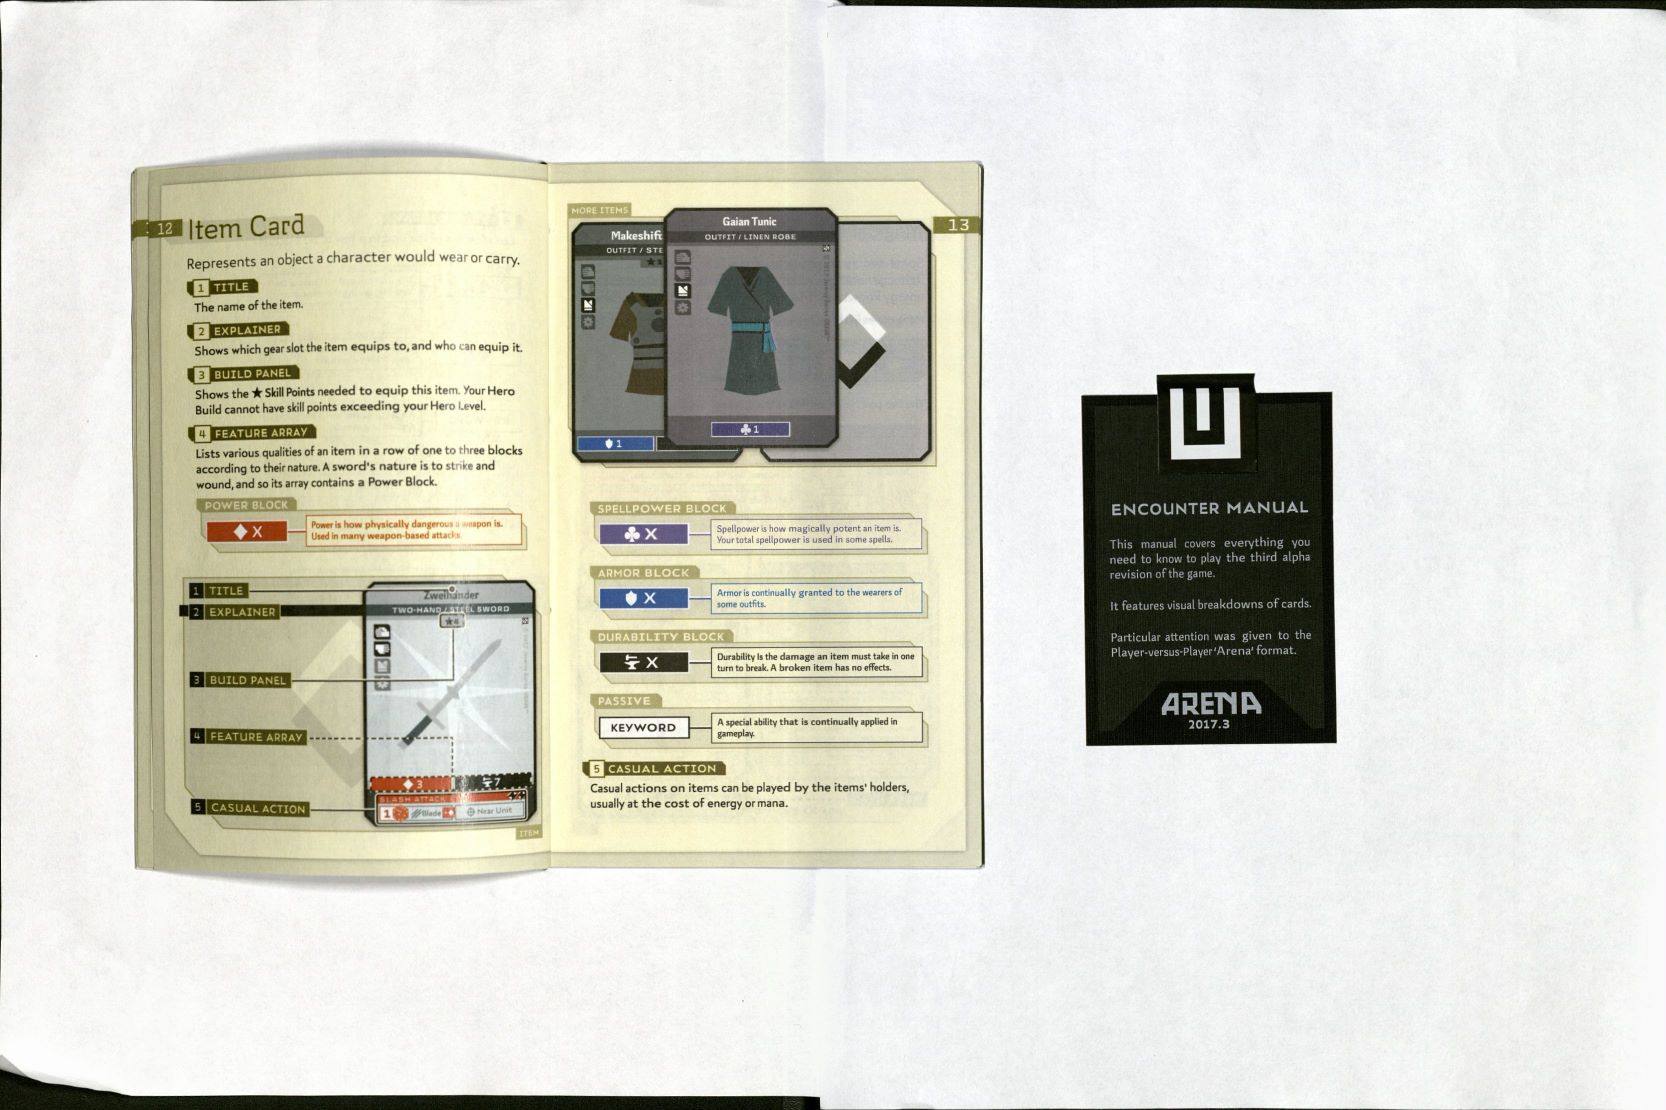 12
Item Card
Represents an object a character would wear or carry.
1 TITLE
The name of the item.
2 EXPLAINER
Shows which gear slot the item equips to, and who can equip it.
3 BUILD PANEL
Shows the ★ Skill Points needed to equip this item. Your Hero
Build cannot have skill points exceeding your Hero Level.
4 FEATURE ARRAY
Lists various qualities of an item in a row of one to three blocks
according to their nature. A sword's nature is to strike and
wound, and so its array contains a Power Block.
POWER BLOCK
X
Power is how physically dangerous a weapon is.
Used in many weapon-based attacks.
1 TITLE
2 EXPLAINER
3 BUILD PANEL
4 FEATURE ARRAY
5 CASUAL ACTION
Zweihander
TWO-HAND / STEEL SWORD
★4
3
7
SLASH ATTACK
1 Blade Near Unit
ITEM
MORE ITEMS
13
Makeshift
OUTFIT / STE
1
Gaian Tunic
OUTFIT / LINEN ROBE
♣1
SPELLPOWER BLOCK
♣ X
Spellpower is how magically potent an item is.
Your total spellpower is used in some spells.
ARMOR BLOCK
X
Armor is continually granted to the wearers of
some outfits.
DURABILITY BLOCK
X
Durability is the damage an item must take in one
turn to break. A broken item has no effects.
PASSIVE
KEYWORD
A special ability that is continually applied in
gameplay.
5 CASUAL ACTION
Casual actions on items can be played by the items' holders,
usually at the cost of energy or mana.
ENCOUNTER MANUAL
This manual covers everything you
need to know to play the third alpha
revision of the game.
It features visual breakdowns of cards.
Particular attention was given to the
Player-versus-Player 'Arena' format.
ARENA
2017.3